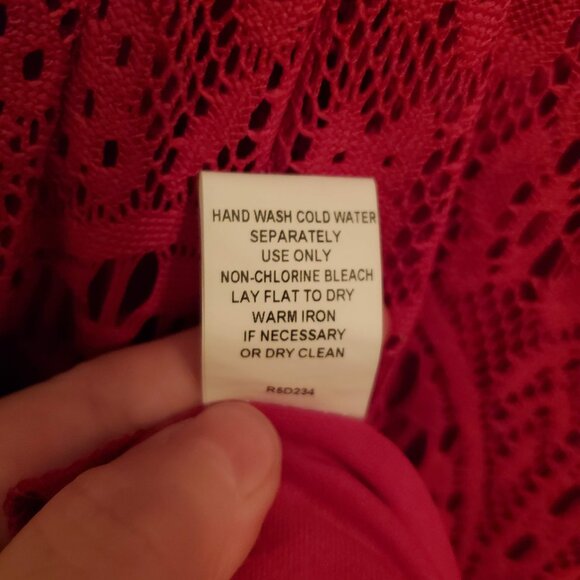 HAND WASH COLD WATER
SEPARATELY
USE ONLY
NON-CHLORINE BLEACH
LAY FLAT TO DRY
WARM IRON
IF NECESSARY
OR DRY CLEAN
R5D234